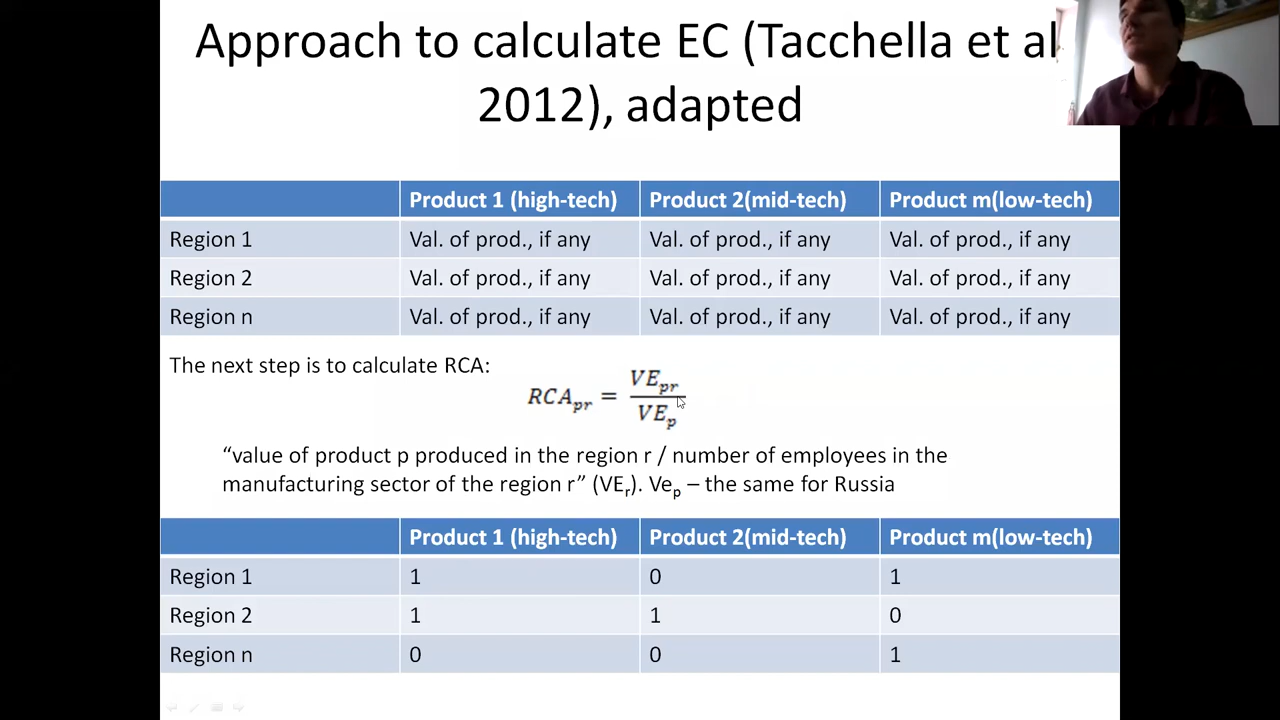 Approach to calculate EC (Tacchella et al
2012), adapted
Product 1 (high-tech) Product 2(mid-tech) Product m(low-tech)
Region 1 Val. of prod., if any Val. of prod., if any Val. of prod., if any
Region 2 Val. of prod., if any Val. of prod., if any Val. of prod., if any
Region n Val. of prod., if any Val. of prod., if any Val. of prod., if any
The next step is to calculate RCA:
RCA_pr = VE_pr / VE_p
“value of product p produced in the region r / number of employees in the
manufacturing sector of the region r” (VE_r). Ve_p – the same for Russia
Product 1 (high-tech) Product 2(mid-tech) Product m(low-tech)
Region 1 1 0 1
Region 2 1 1 0
Region n 0 0 1